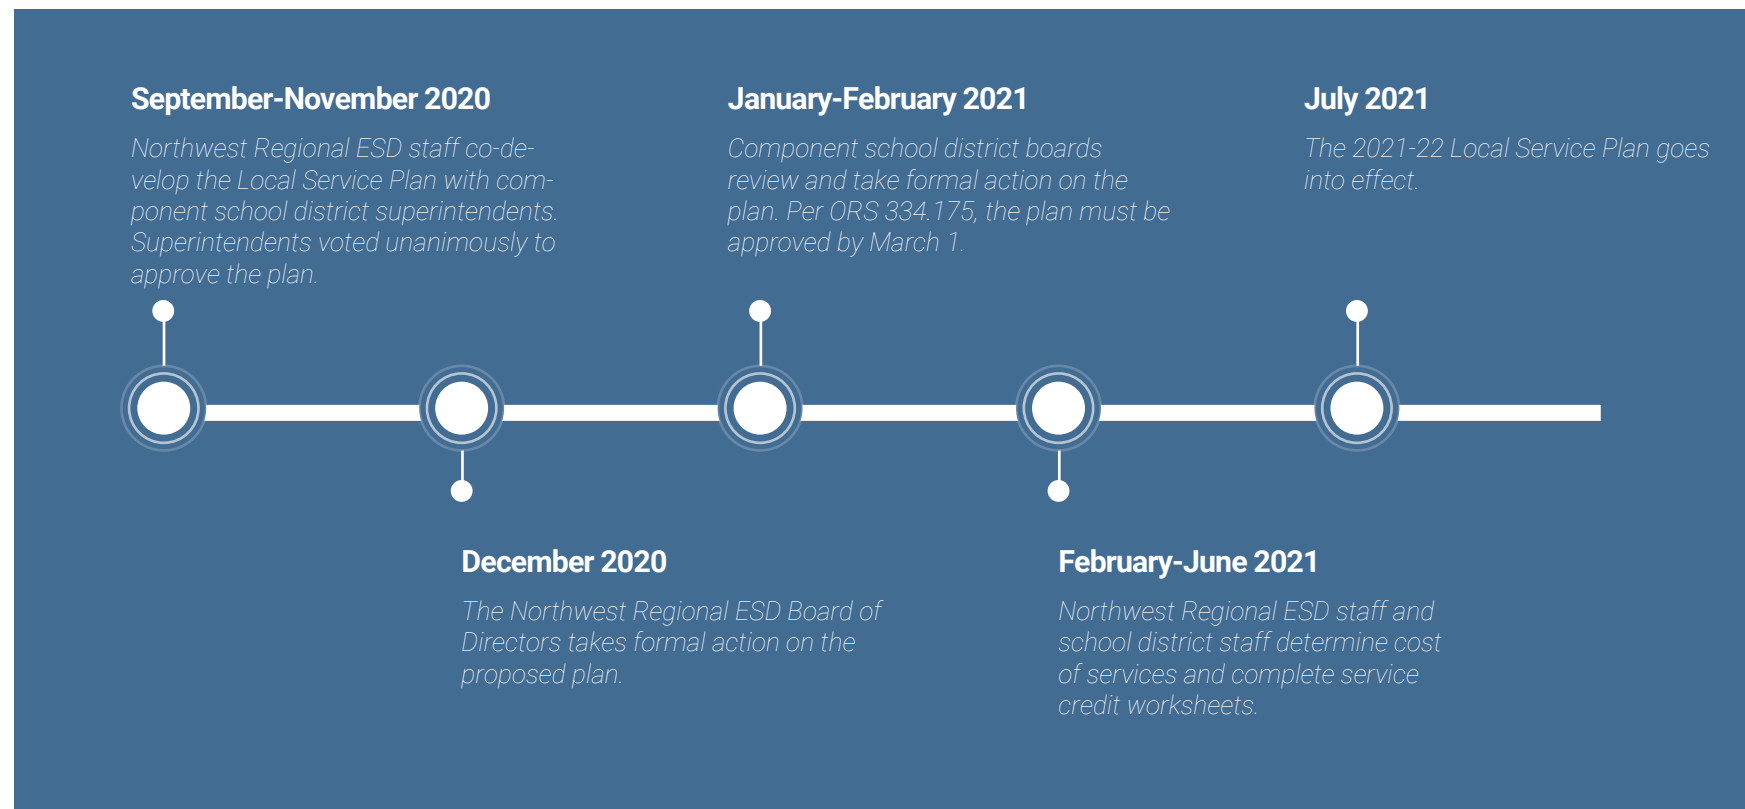 September-November 2020
Northwest Regional ESD staff co-de-
velop the Local Service Plan with com-
ponent school district superintendents.
Superintendents voted unanimously to
approve the plan.
December 2020
The Northwest Regional ESD Board of
Directors takes formal action on the
proposed plan.
January-February 2021
Component school district boards
review and take formal action on the
plan. Per ORS 334.175, the plan must be
approved by March 1.
February-June 2021
Northwest Regional ESD staff and
school district staff determine cost
of services and complete service
credit worksheets.
July 2021
The 2021-22 Local Service Plan goes
into effect.